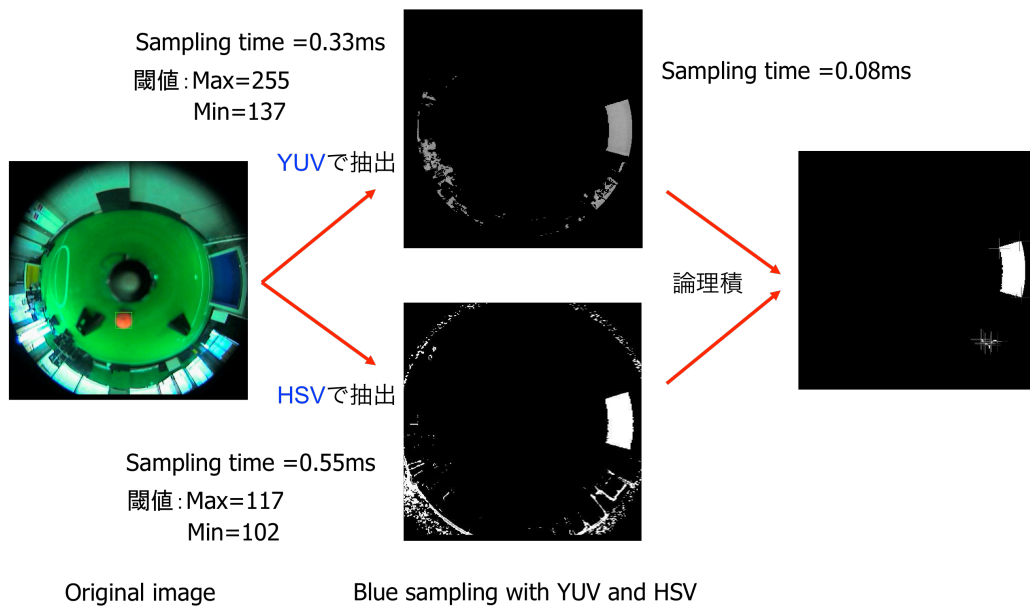 Sampling time =0.33ms
閾値：Max=255
Min=137
Sampling time =0.08ms
YUVで抽出
論理積
HSVで抽出
Sampling time =0.55ms
閾値：Max=117
Min=102
Original image
Blue sampling with YUV and HSV